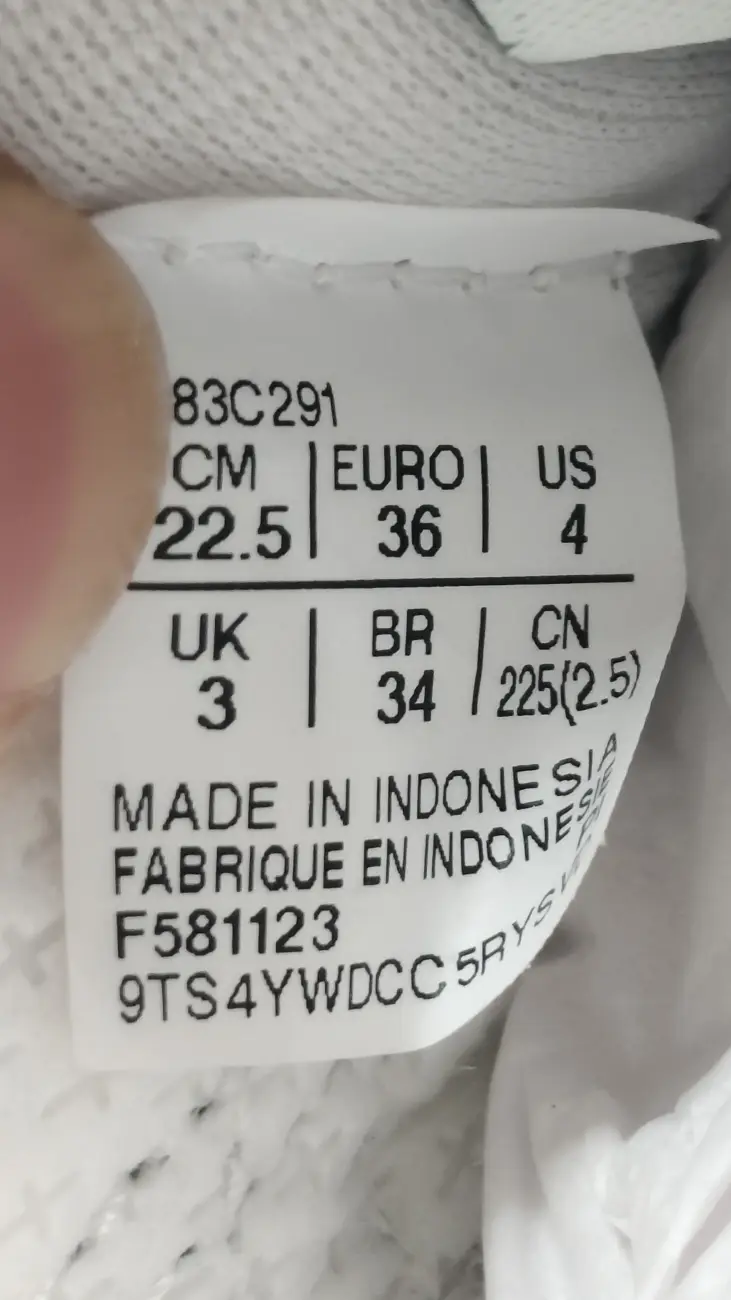 83C291
CM | EURO | US
22.5 | 36 | 4
UK | BR | CN
3 | 34 | 225(2.5)
MADE IN INDONESIA
FABRIQUE EN INDONESIE
F581123
9TS4YWDCC5RYS